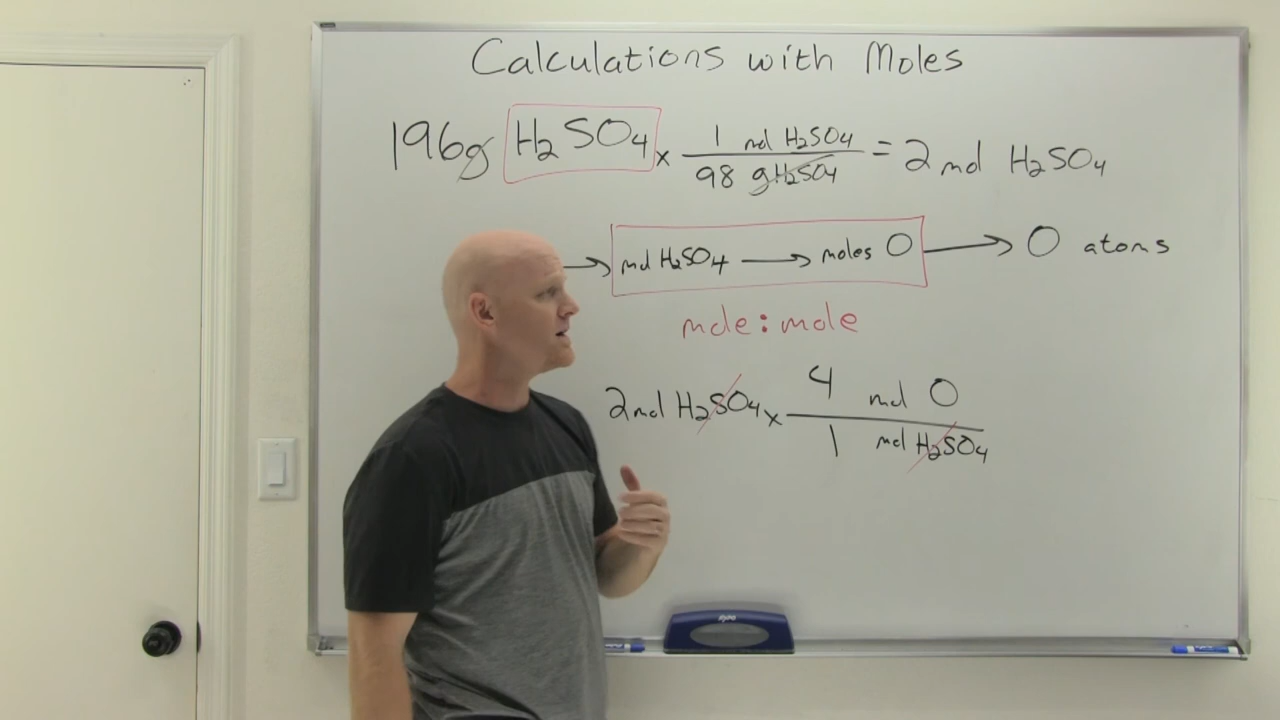 Calculations with Moles
196g H₂SO₄ x 1 mol H₂SO₄ / 98 g H₂SO₄ = 2 mol H₂SO₄
→ mol H₂SO₄ → moles O → O atoms
mole : mole
2 mol H₂SO₄ x 4 mol O / 1 mol H₂SO₄
expo